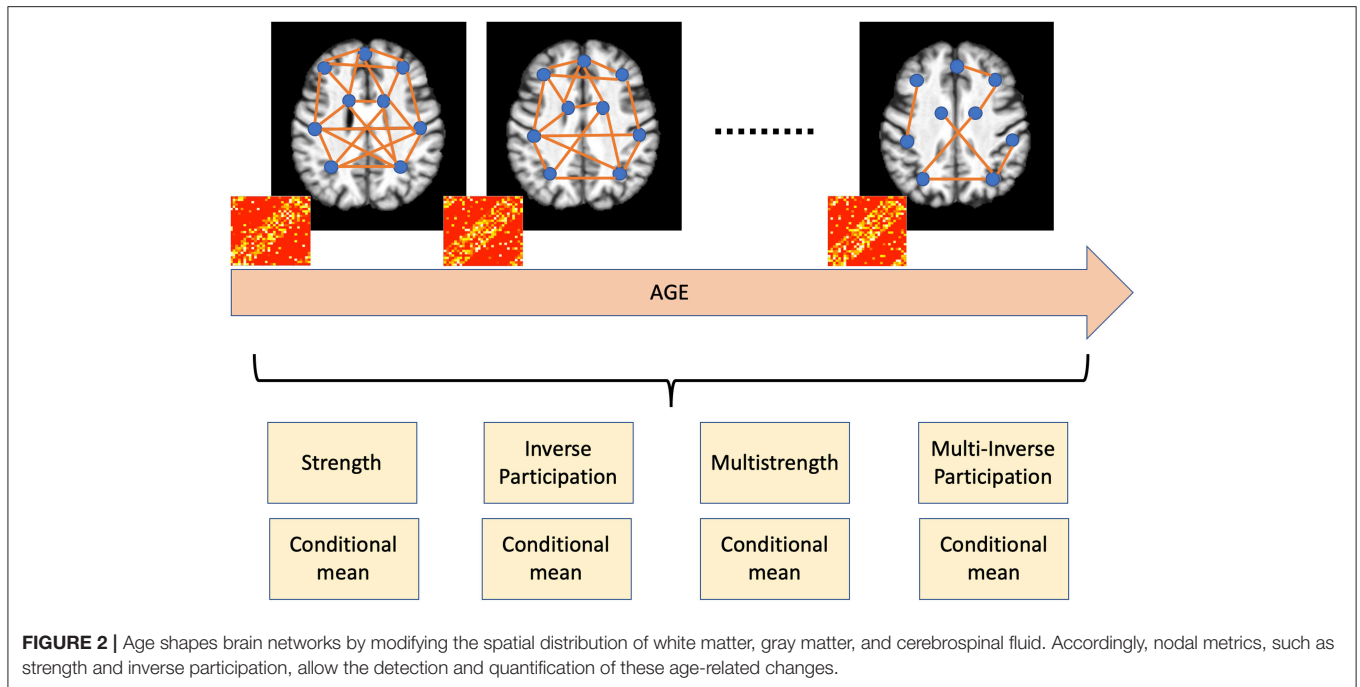 AGE
Strength
Inverse
Participation
Multistrength
Multi-Inverse
Participation
Conditional
mean
Conditional
mean
Conditional
mean
Conditional
mean
FIGURE 2 | Age shapes brain networks by modifying the spatial distribution of white matter, gray matter, and cerebrospinal fluid. Accordingly, nodal metrics, such as
strength and inverse participation, allow the detection and quantification of these age-related changes.